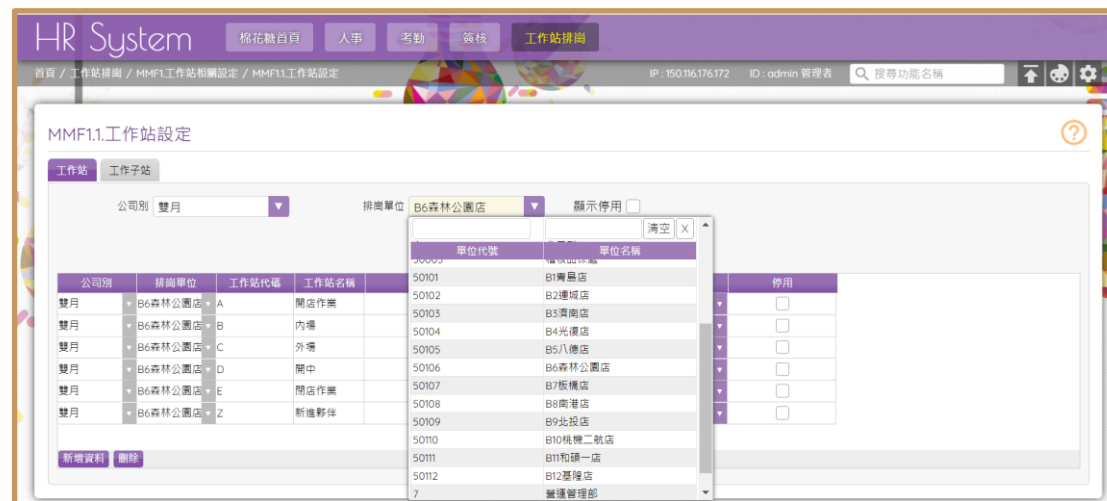 HR System 棉花糖首頁 人事 考勤 簽核 工作站排崗
首頁 / 工作站排崗 / MMF1.工作站相關設定 / MMF1.1.工作站設定 IP : 150.116.176.172 ID : admin 管理者 搜尋功能名稱
MMF1.1.工作站設定
工作站 工作子站
公司別 雙月 排崗單位 B6森林公園店 顯示停用
清空 X
單位代號 單位名稱
公司別 排崗單位 工作站代碼 工作站名稱 停用
雙月 B6森林公園店 A 開店作業
雙月 B6森林公園店 B 內場
雙月 B6森林公園店 C 外場
雙月 B6森林公園店 D 開中
雙月 B6森林公園店 E 閉店作業
雙月 B6森林公園店 Z 新進夥伴
50101 B1青島店
50102 B2連城店
50103 B3濟南店
50104 B4光復店
50105 B5八德店
50106 B6森林公園店
50107 B7板橋店
50108 B8南港店
50109 B9北投店
50110 B10桃機二航店
50111 B11和碩一店
50112 B12基隆店
7 營運管理部
新增資料 刪除